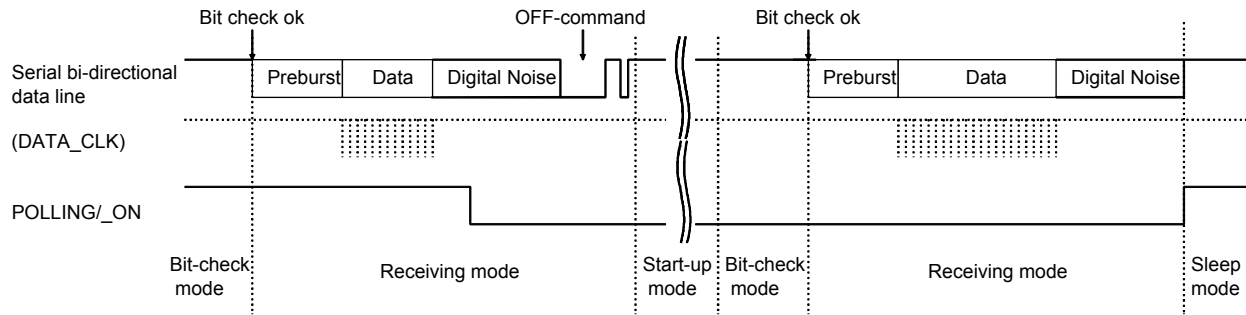 Bit check ok
OFF-command
Bit check ok
Serial bi-directional
data line
Preburst
Data
Digital Noise
Preburst
Data
Digital Noise
(DATA_CLK)
POLLING/_ON
Bit-check
mode
Receiving mode
Start-up
mode
Bit-check
mode
Receiving mode
Sleep
mode